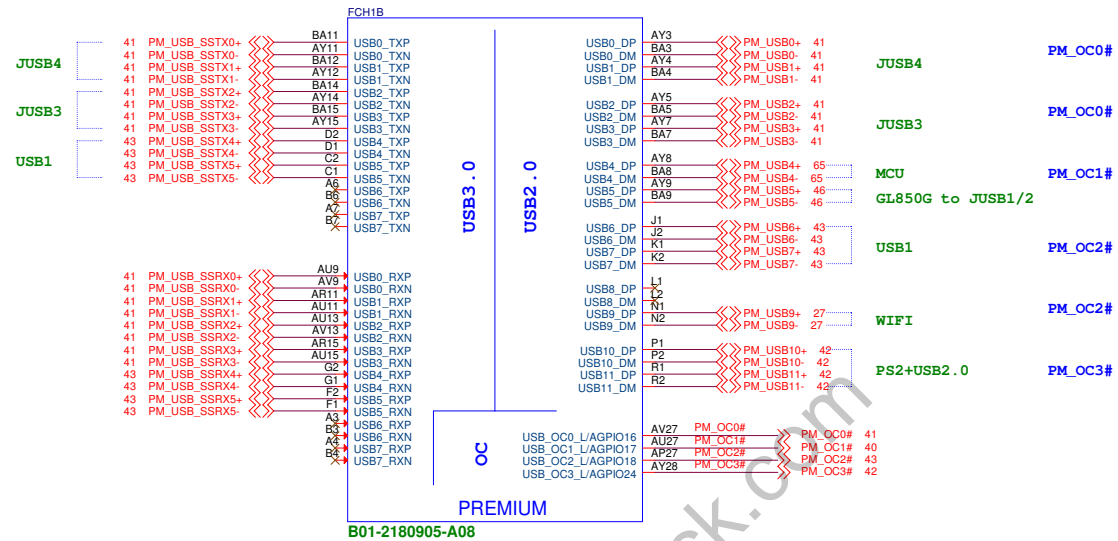 FCH1B
41 PM_USB_SSTX0+ BA11 USB0_TXP USB0_DP AY3 PM_USB0+ 41 PM_OC0#
41 PM_USB_SSTX0- AY11 USB0_TXN USB0_DM BA3 PM_USB0- 41
JUSB4 41 PM_USB_SSTX1+ BA12 USB1_TXP USB1_DP AY4 PM_USB1+ 41 JUSB4
41 PM_USB_SSTX1- AY12 USB1_TXN USB1_DM BA4 PM_USB1- 41
41 PM_USB_SSTX2+ BA14 USB2_TXP
41 PM_USB_SSTX2- AY14 USB2_TXN USB2_DP AY5 PM_USB2+ 41 PM_OC0#
JUSB3 41 PM_USB_SSTX3+ BA15 USB3_TXP USB2_DM BA5 PM_USB2- 41
41 PM_USB_SSTX3- AY15 USB3_TXN USB3_DP AY7 PM_USB3+ 41 JUSB3
43 PM_USB_SSTX4+ D2 USB4_TXP USB3_DM BA7 PM_USB3- 41
43 PM_USB_SSTX4- D1 USB4_TXN
USB1 43 PM_USB_SSTX5+ C2 USB5_TXP USB4_DP AY8 PM_USB4+ 65
43 PM_USB_SSTX5- C1 USB5_TXN USB4_DM BA8 PM_USB4- 65 MCU PM_OC1#
A6 USB6_TXP USB5_DP AY9 PM_USB5+ 46
B6 USB6_TXN USB5_DM BA9 PM_USB5- 46 GL850G to JUSB1/2
A7 USB7_TXP
B7 USB7_TXN USB6_DP J1 PM_USB6+ 43
USB3.0 USB2.0
USB6_DM J2 PM_USB6- 43 USB1 PM_OC2#
USB7_DP K1 PM_USB7+ 43
USB7_DM K2 PM_USB7- 43
41 PM_USB_SSRX0+ AU9 USB0_RXP
41 PM_USB_SSRX0- AV9 USB0_RXN USB8_DP L1
41 PM_USB_SSRX1+ AR11 USB1_RXP USB8_DM L2
41 PM_USB_SSRX1- AU11 USB1_RXN USB9_DP N1 PM_USB9+ 27 PM_OC2#
41 PM_USB_SSRX2+ AU13 USB2_RXP USB9_DM N2 PM_USB9- 27 WIFI
41 PM_USB_SSRX2- AV13 USB2_RXN
41 PM_USB_SSRX3+ AR15 USB3_RXP USB10_DP P1 PM_USB10+ 42
41 PM_USB_SSRX3- AU15 USB3_RXN USB10_DM P2 PM_USB10- 42
43 PM_USB_SSRX4+ G2 USB4_RXP USB11_DP R1 PM_USB11+ 42 PS2+USB2.0 PM_OC3#
43 PM_USB_SSRX4- G1 USB4_RXN USB11_DM R2 PM_USB11- 42
43 PM_USB_SSRX5+ F2 USB5_RXP
43 PM_USB_SSRX5- F1 USB5_RXN
A3 USB6_RXP
B3 USB6_RXN USB_OC0_L/AGPIO16 AV27 PM_OC0# PM_OC0# 41
A4 USB7_RXP USB_OC1_L/AGPIO17 AU27 PM_OC1# PM_OC1# 40
B4 USB7_RXN USB_OC2_L/AGPIO18 AP27 PM_OC2# PM_OC2# 43
OC USB_OC3_L/AGPIO24 AY28 PM_OC3# PM_OC3# 42
PREMIUM
B01-2180905-A08